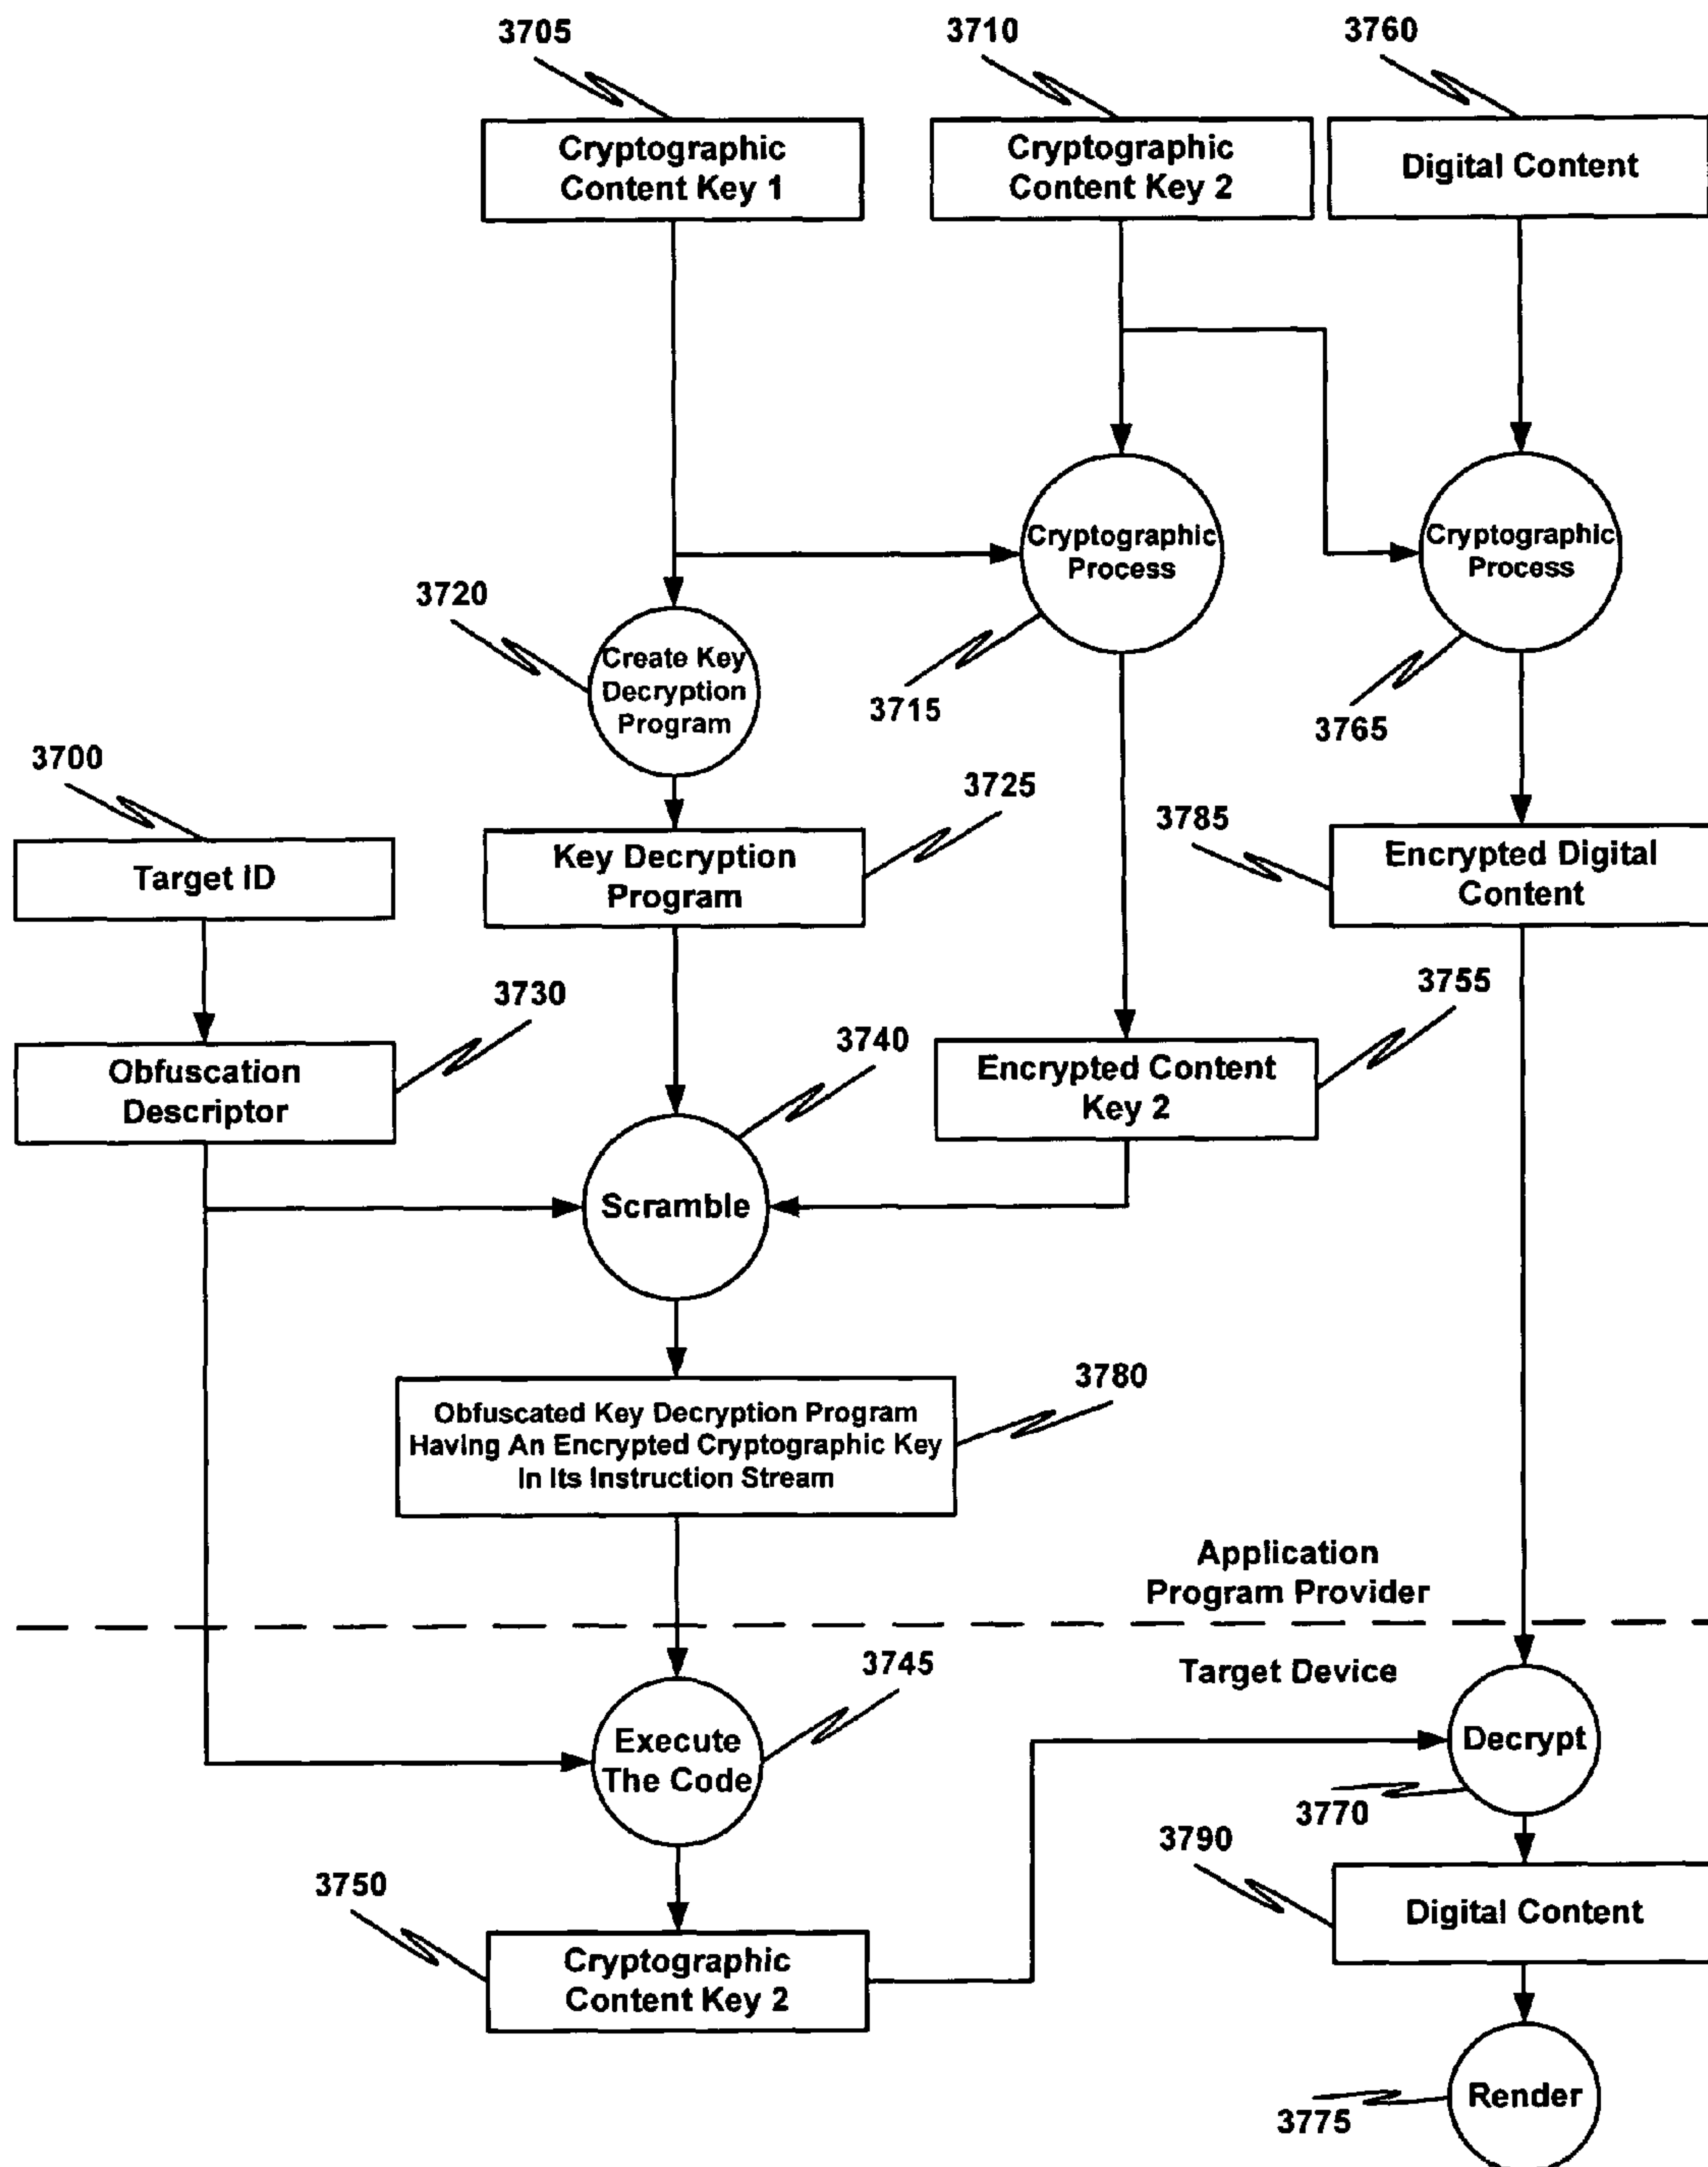 3705
3710
3760
Cryptographic
Content Key 1
Cryptographic
Content Key 2
Digital Content
Cryptographic
Process
Cryptographic
Process
3720
Create Key
Decryption
Program
3715
3765
3700
3725
3785
Target ID
Key Decryption
Program
Encrypted Digital
Content
3730
3755
3740
Obfuscation
Descriptor
Encrypted Content
Key 2
Scramble
3780
Obfuscated Key Decryption Program
Having An Encrypted Cryptographic Key
In Its Instruction Stream
Application
Program Provider
3745
Target Device
Execute
The Code
Decrypt
3770
3790
3750
Digital Content
Cryptographic
Content Key 2
Render
3775